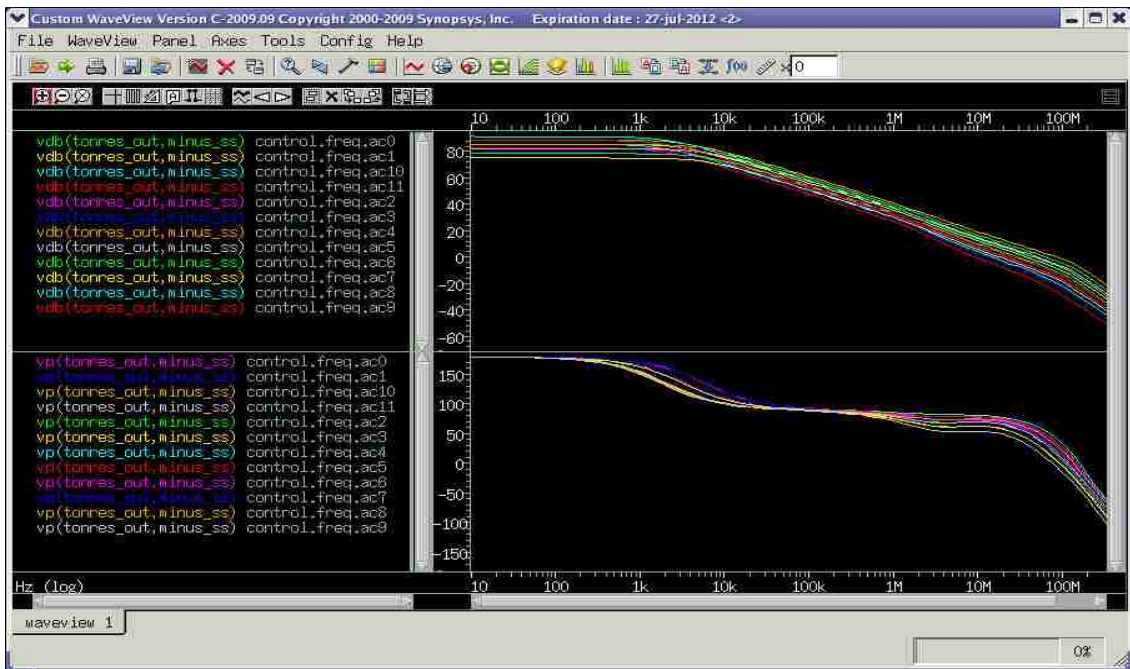 Custom WaveView Version C-2009.09 Copyright 2000-2009 Synopsys, Inc. Expiration date : 27-jul-2012 <2>
File WaveView Panel Axes Tools Config Help
f(x) 0
10 100 1k 10k 100k 1M 10M 100M
vdb(tonres_out,minus_ss) control.freq.ac0
vdb(tonres_out,minus_ss) control.freq.ac1
vdb(tonres_out,minus_ss) control.freq.ac10
vdb(tonres_out,minus_ss) control.freq.ac11
vdb(tonres_out,minus_ss) control.freq.ac2
vdb(tonres_out,minus_ss) control.freq.ac3
vdb(tonres_out,minus_ss) control.freq.ac4
vdb(tonres_out,minus_ss) control.freq.ac5
vdb(tonres_out,minus_ss) control.freq.ac6
vdb(tonres_out,minus_ss) control.freq.ac7
vdb(tonres_out,minus_ss) control.freq.ac8
vdb(tonres_out,minus_ss) control.freq.ac9
80
60
40
20
0
-20
-40
-60
vp(tonres_out,minus_ss) control.freq.ac0
vp(tonres_out,minus_ss) control.freq.ac1
vp(tonres_out,minus_ss) control.freq.ac10
vp(tonres_out,minus_ss) control.freq.ac11
vp(tonres_out,minus_ss) control.freq.ac2
vp(tonres_out,minus_ss) control.freq.ac3
vp(tonres_out,minus_ss) control.freq.ac4
vp(tonres_out,minus_ss) control.freq.ac5
vp(tonres_out,minus_ss) control.freq.ac6
vp(tonres_out,minus_ss) control.freq.ac7
vp(tonres_out,minus_ss) control.freq.ac8
vp(tonres_out,minus_ss) control.freq.ac9
150
100
50
0
-50
-100
-150
Hz (log)
10 100 1k 10k 100k 1M 10M 100M
waveview 1
0%